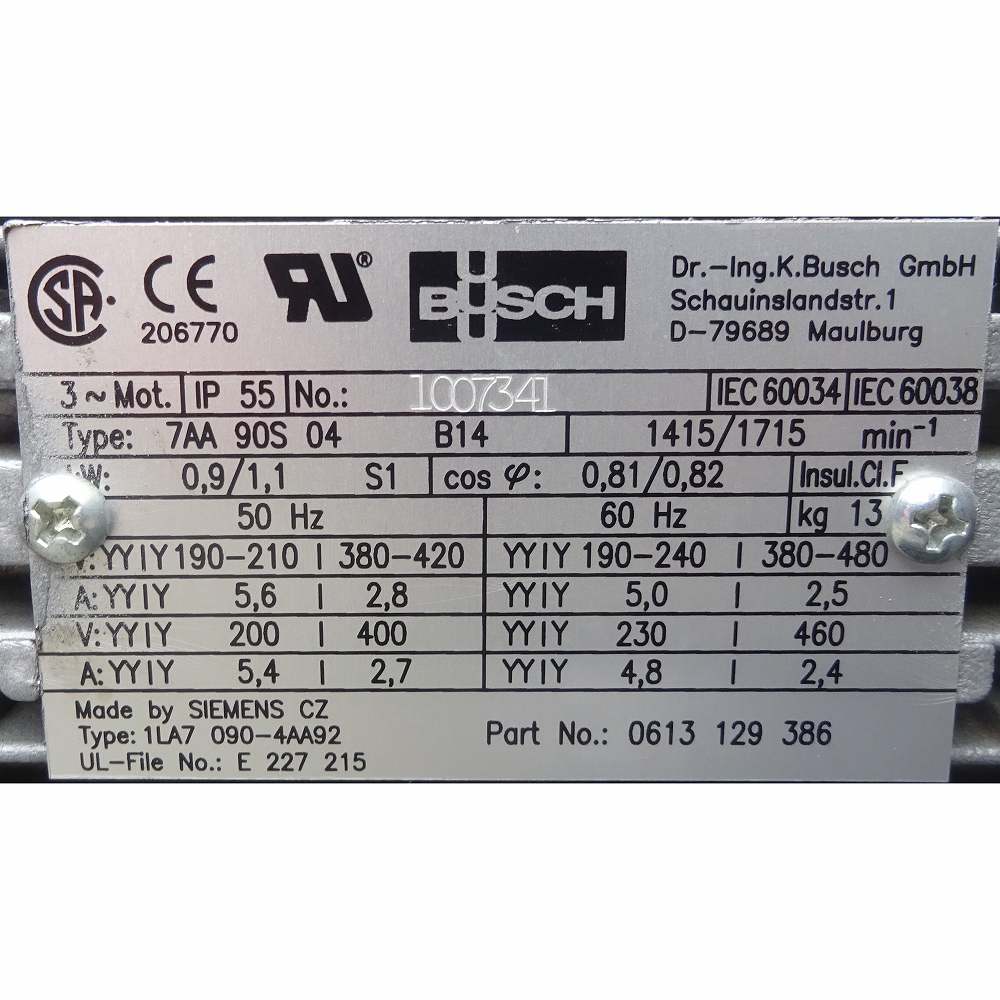 SA CE RU® BUSCH Dr.-Ing.K.Busch GmbH
206770 Schauinslandstr.1
D-79689 Maulburg
3~Mot. IP 55 No.: 1007341 IEC 60034 IEC 60038
Type: 7AA 90S 04 B14 1415/1715 min-1
kW: 0,9/1,1 S1 cos φ: 0,81/0,82 Insul.Cl.F
50 Hz 60 Hz kg 13
V: YY|Y 190-210 | 380-420 YY|Y 190-240 | 380-480
A: YY|Y 5,6 | 2,8 YY|Y 5,0 | 2,5
V: YY|Y 200 | 400 YY|Y 230 | 460
A: YY|Y 5,4 | 2,7 YY|Y 4,8 | 2,4
Made by SIEMENS CZ
Type: 1LA7 090-4AA92 Part No.: 0613 129 386
UL-File No.: E 227 215